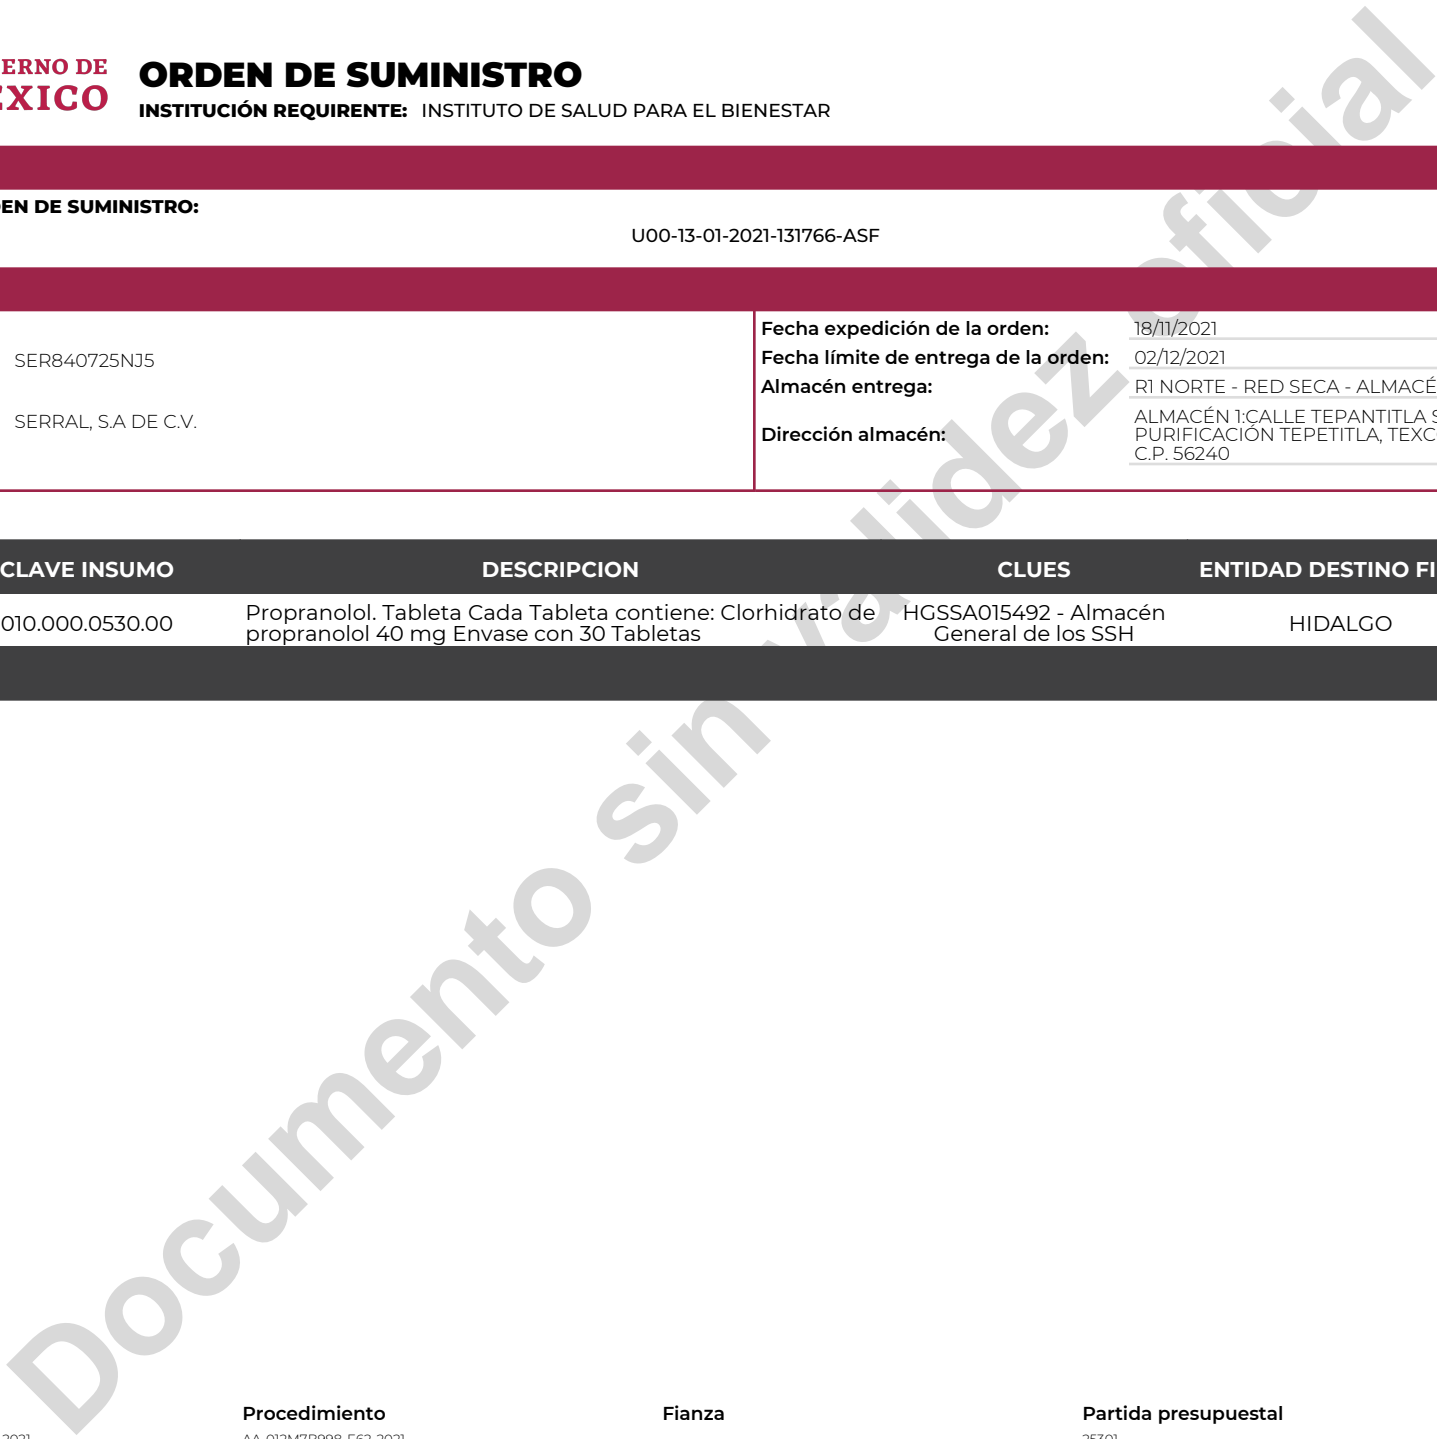 ERNO DE
EXICO
ORDEN DE SUMINISTRO
INSTITUCIÓN REQUIRENTE: INSTITUTO DE SALUD PARA EL BIENESTAR
EN DE SUMINISTRO:
U00-13-01-2021-131766-ASF
SER840725NJ5
SERRAL, S.A DE C.V.
Fecha expedición de la orden: 18/11/2021
Fecha límite de entrega de la orden: 02/12/2021
Almacén entrega: R1 NORTE - RED SECA - ALMACÉ
Dirección almacén: ALMACÉN 1:CALLE TEPANTITLA S
PURIFICACIÓN TEPETITLA, TEXC
C.P. 56240
CLAVE INSUMO DESCRIPCION CLUES ENTIDAD DESTINO FI
010.000.0530.00 Propranolol. Tableta Cada Tableta contiene: Clorhidrato de HGSSA015492 - Almacén HIDALGO
propranolol 40 mg Envase con 30 Tabletas General de los SSH
Documento sin validez oficial
Procedimiento Fianza Partida presupuestal